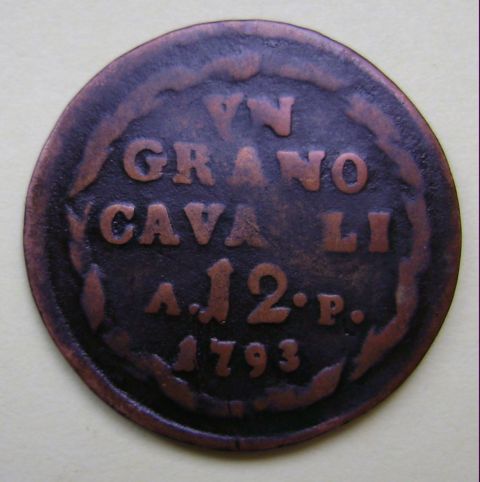 VN
GRANO
CAVA LI
A. 12. P.
1793